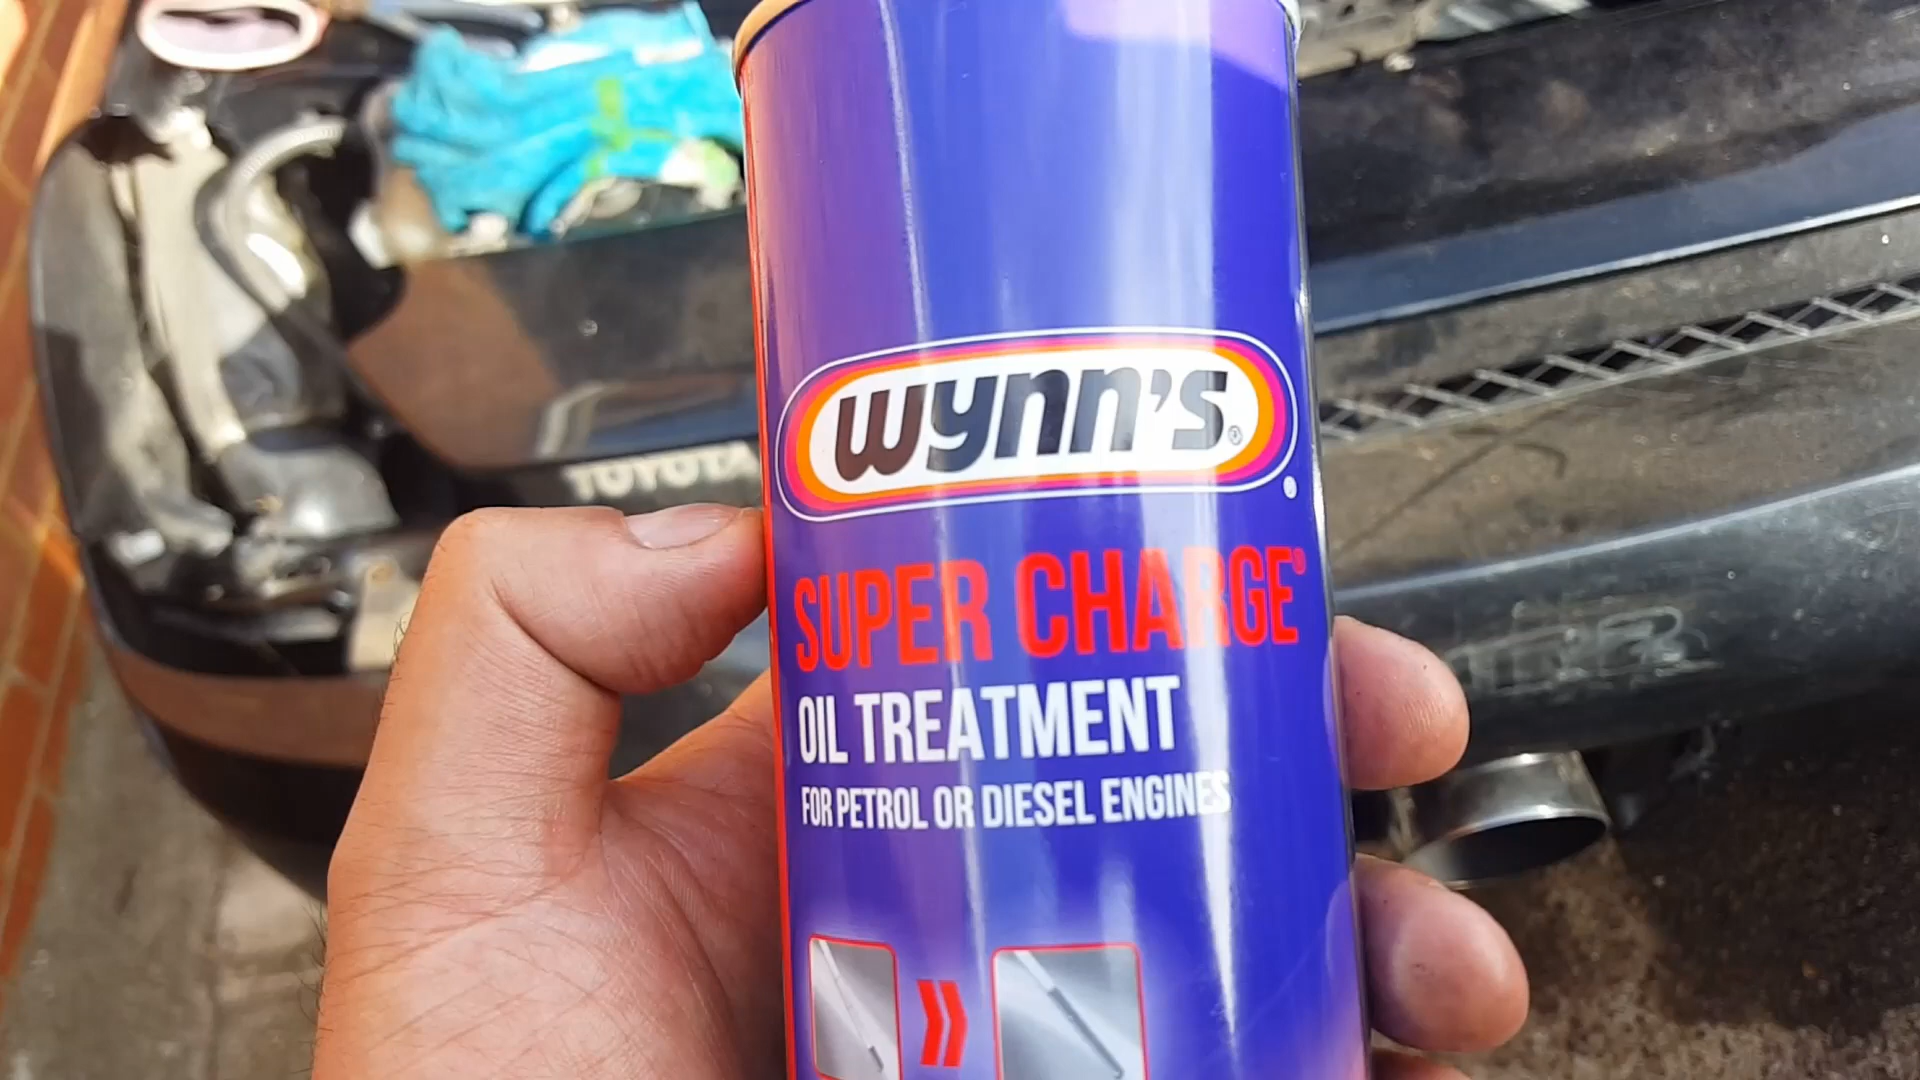 TOYOTA
wynn's®
SUPER CHARGE®
OIL TREATMENT
FOR PETROL OR DIESEL ENGINES